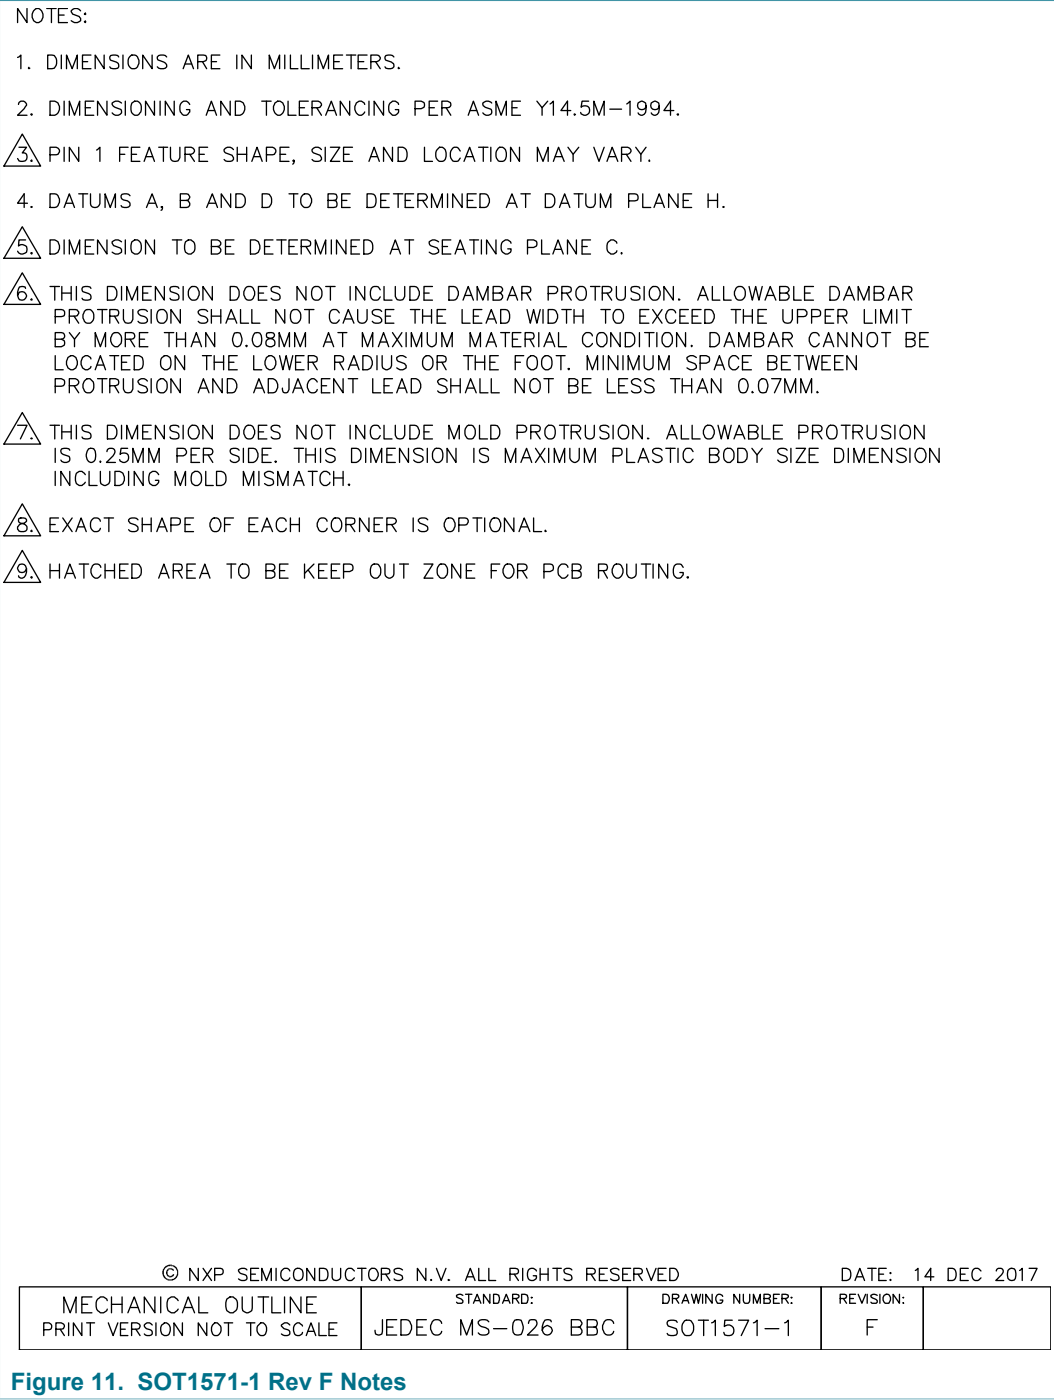 NOTES:
1. DIMENSIONS ARE IN MILLIMETERS.
2. DIMENSIONING AND TOLERANCING PER ASME Y14.5M–1994.
3. PIN 1 FEATURE SHAPE, SIZE AND LOCATION MAY VARY.
4. DATUMS A, B AND D TO BE DETERMINED AT DATUM PLANE H.
5. DIMENSION TO BE DETERMINED AT SEATING PLANE C.
6. THIS DIMENSION DOES NOT INCLUDE DAMBAR PROTRUSION. ALLOWABLE DAMBAR
PROTRUSION SHALL NOT CAUSE THE LEAD WIDTH TO EXCEED THE UPPER LIMIT
BY MORE THAN 0.08MM AT MAXIMUM MATERIAL CONDITION. DAMBAR CANNOT BE
LOCATED ON THE LOWER RADIUS OR THE FOOT. MINIMUM SPACE BETWEEN
PROTRUSION AND ADJACENT LEAD SHALL NOT BE LESS THAN 0.07MM.
7. THIS DIMENSION DOES NOT INCLUDE MOLD PROTRUSION. ALLOWABLE PROTRUSION
IS 0.25MM PER SIDE. THIS DIMENSION IS MAXIMUM PLASTIC BODY SIZE DIMENSION
INCLUDING MOLD MISMATCH.
8. EXACT SHAPE OF EACH CORNER IS OPTIONAL.
9. HATCHED AREA TO BE KEEP OUT ZONE FOR PCB ROUTING.
© NXP SEMICONDUCTORS N.V. ALL RIGHTS RESERVED
DATE: 14 DEC 2017
MECHANICAL OUTLINE
PRINT VERSION NOT TO SCALE
STANDARD:
JEDEC MS–026 BBC
DRAWING NUMBER:
SOT1571–1
REVISION:
F
Figure 11. SOT1571-1 Rev F Notes